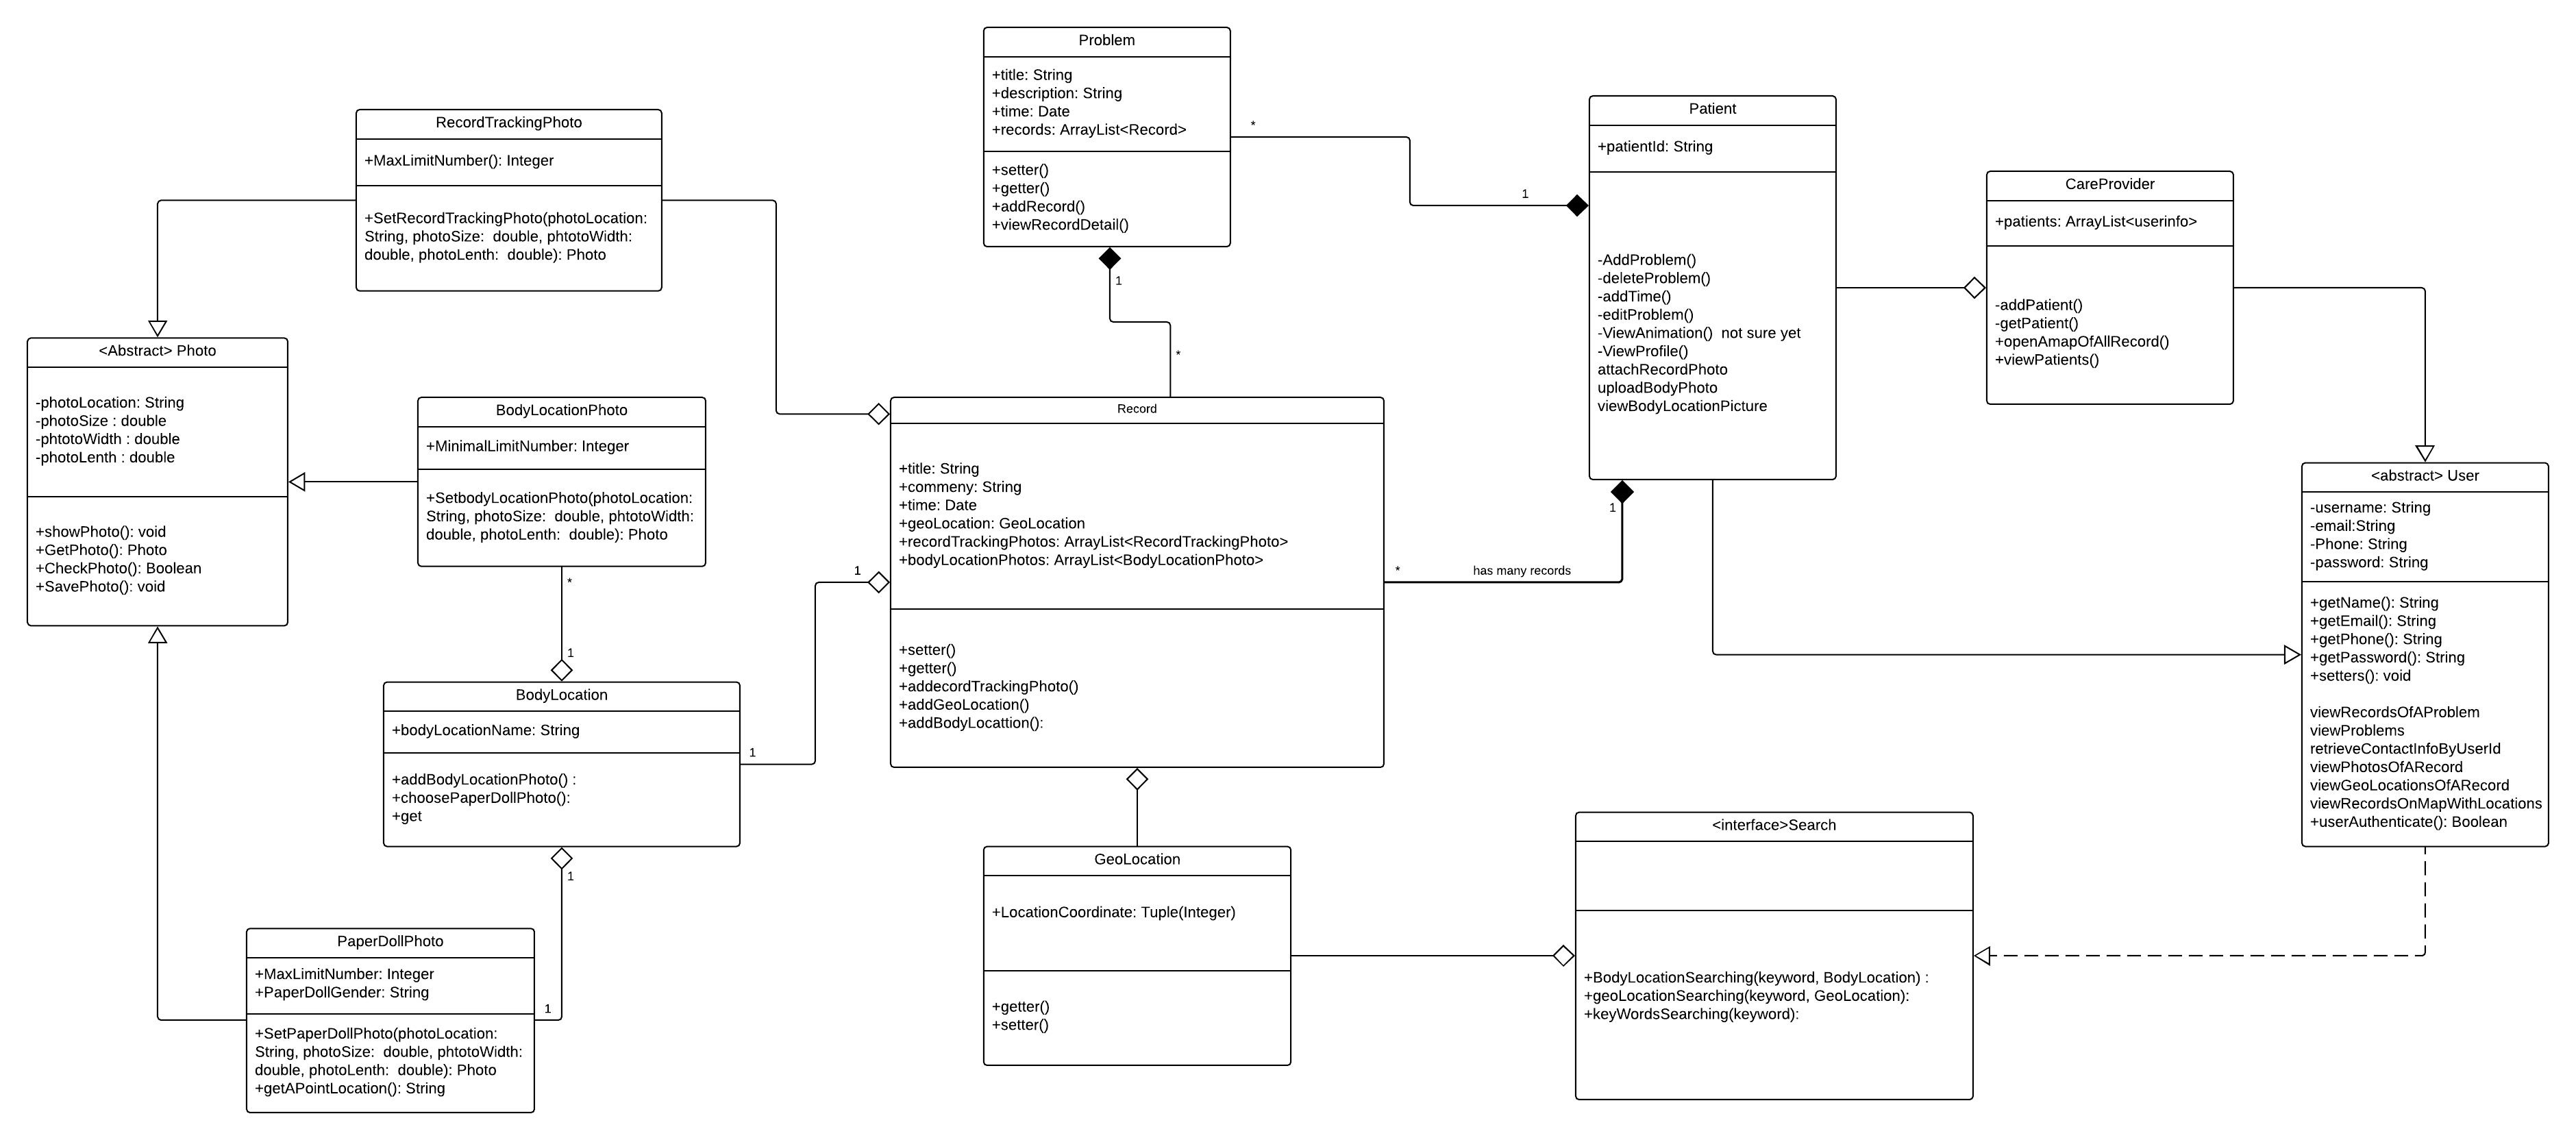 Problem
+title: String
+description: String
+time: Date
+records: ArrayList<Record>
+setter()
+getter()
+addRecord()
+viewRecordDetail()
*
1
1
*
Patient
+patientId: String
-AddProblem()
-deleteProblem()
-addTime()
-editProblem()
-ViewAnimation()  not sure yet
-ViewProfile()
attachRecordPhoto
uploadBodyPhoto
viewBodyLocationPicture
CareProvider
+patients: ArrayList<userinfo>
-addPatient()
-getPatient()
+openAmapOfAllRecord()
+viewPatients()
RecordTrackingPhoto
+MaxLimitNumber(): Integer
+SetRecordTrackingPhoto(photoLocation:
String, photoSize:  double, phtotoWidth:
double, photoLenth:  double): Photo
<Abstract> Photo
-photoLocation: String
-photoSize : double
-phtotoWidth : double
-photoLenth : double
+showPhoto(): void
+GetPhoto(): Photo
+CheckPhoto(): Boolean
+SavePhoto(): void
BodyLocationPhoto
+MinimalLimitNumber: Integer
+SetbodyLocationPhoto(photoLocation:
String, photoSize:  double, phtotoWidth:
double, photoLenth:  double): Photo
*
1
Record
+title: String
+commeny: String
+time: Date
+geoLocation: GeoLocation
+recordTrackingPhotos: ArrayList<RecordTrackingPhoto>
+bodyLocationPhotos: ArrayList<BodyLocationPhoto>
+setter()
+getter()
+addecordTrackingPhoto()
+addGeoLocation()
+addBodyLocattion():
1
*
has many records
1
<abstract> User
-username: String
-email:String
-Phone: String
-password: String
+getName(): String
+getEmail(): String
+getPhone(): String
+getPassword(): String
+setters(): void
viewRecordsOfAProblem
viewProblems
retrieveContactInfoByUserId
viewPhotosOfARecord
viewGeoLocationsOfARecord
viewRecordsOnMapWithLocations
+userAuthenticate(): Boolean
BodyLocation
+bodyLocationName: String
+addBodyLocationPhoto() :
+choosePaperDollPhoto():
+get
1
1
1
PaperDollPhoto
+MaxLimitNumber: Integer
+PaperDollGender: String
+SetPaperDollPhoto(photoLocation:
String, photoSize:  double, phtotoWidth:
double, photoLenth:  double): Photo
+getAPointLocation(): String
GeoLocation
+LocationCoordinate: Tuple(Integer)
+getter()
+setter()
<interface>Search
+BodyLocationSearching(keyword, BodyLocation) :
+geoLocationSearching(keyword, GeoLocation):
+keyWordsSearching(keyword):